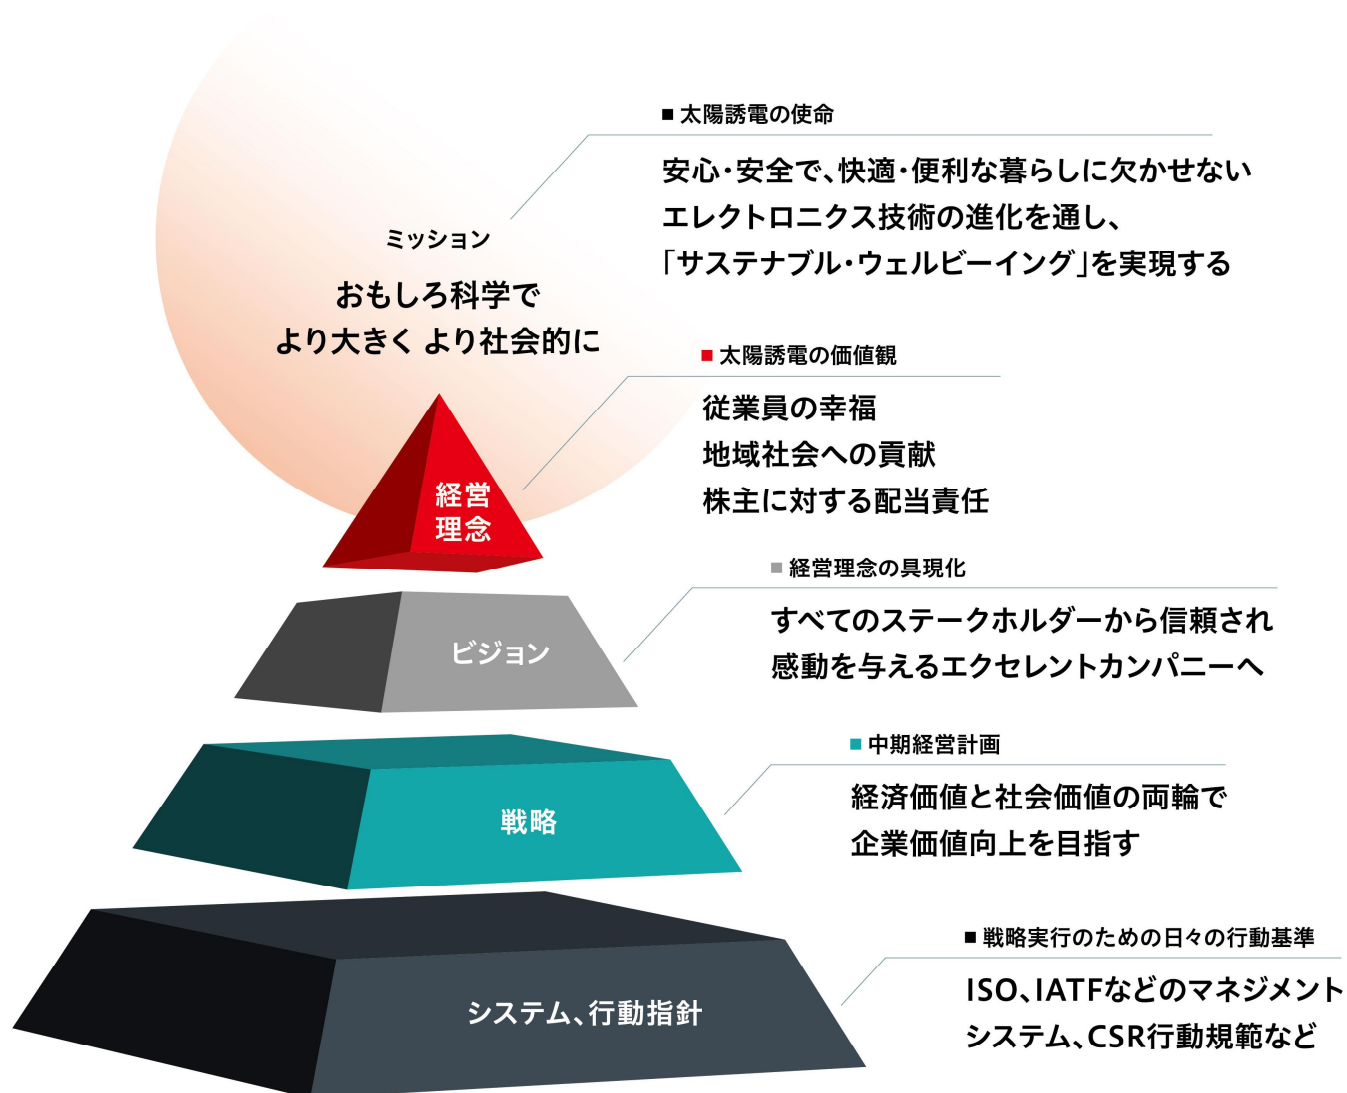 ■ 太陽誘電の使命
安心・安全で、快適・便利な暮らしに欠かせない
エレクトロニクス技術の進化を通し、
「サステナブル・ウェルビーイング」を実現する
ミッション
おもしろ科学で
より大きく より社会的に
■ 太陽誘電の価値観
従業員の幸福
地域社会への貢献
株主に対する配当責任
経営
理念
■ 経営理念の具現化
すべてのステークホルダーから信頼され
感動を与えるエクセレントカンパニーへ
ビジョン
■ 中期経営計画
経済価値と社会価値の両輪で
企業価値向上を目指す
戦略
■ 戦略実行のための日々の行動基準
ISO、IATFなどのマネジメント
システム、CSR行動規範など
システム、行動指針